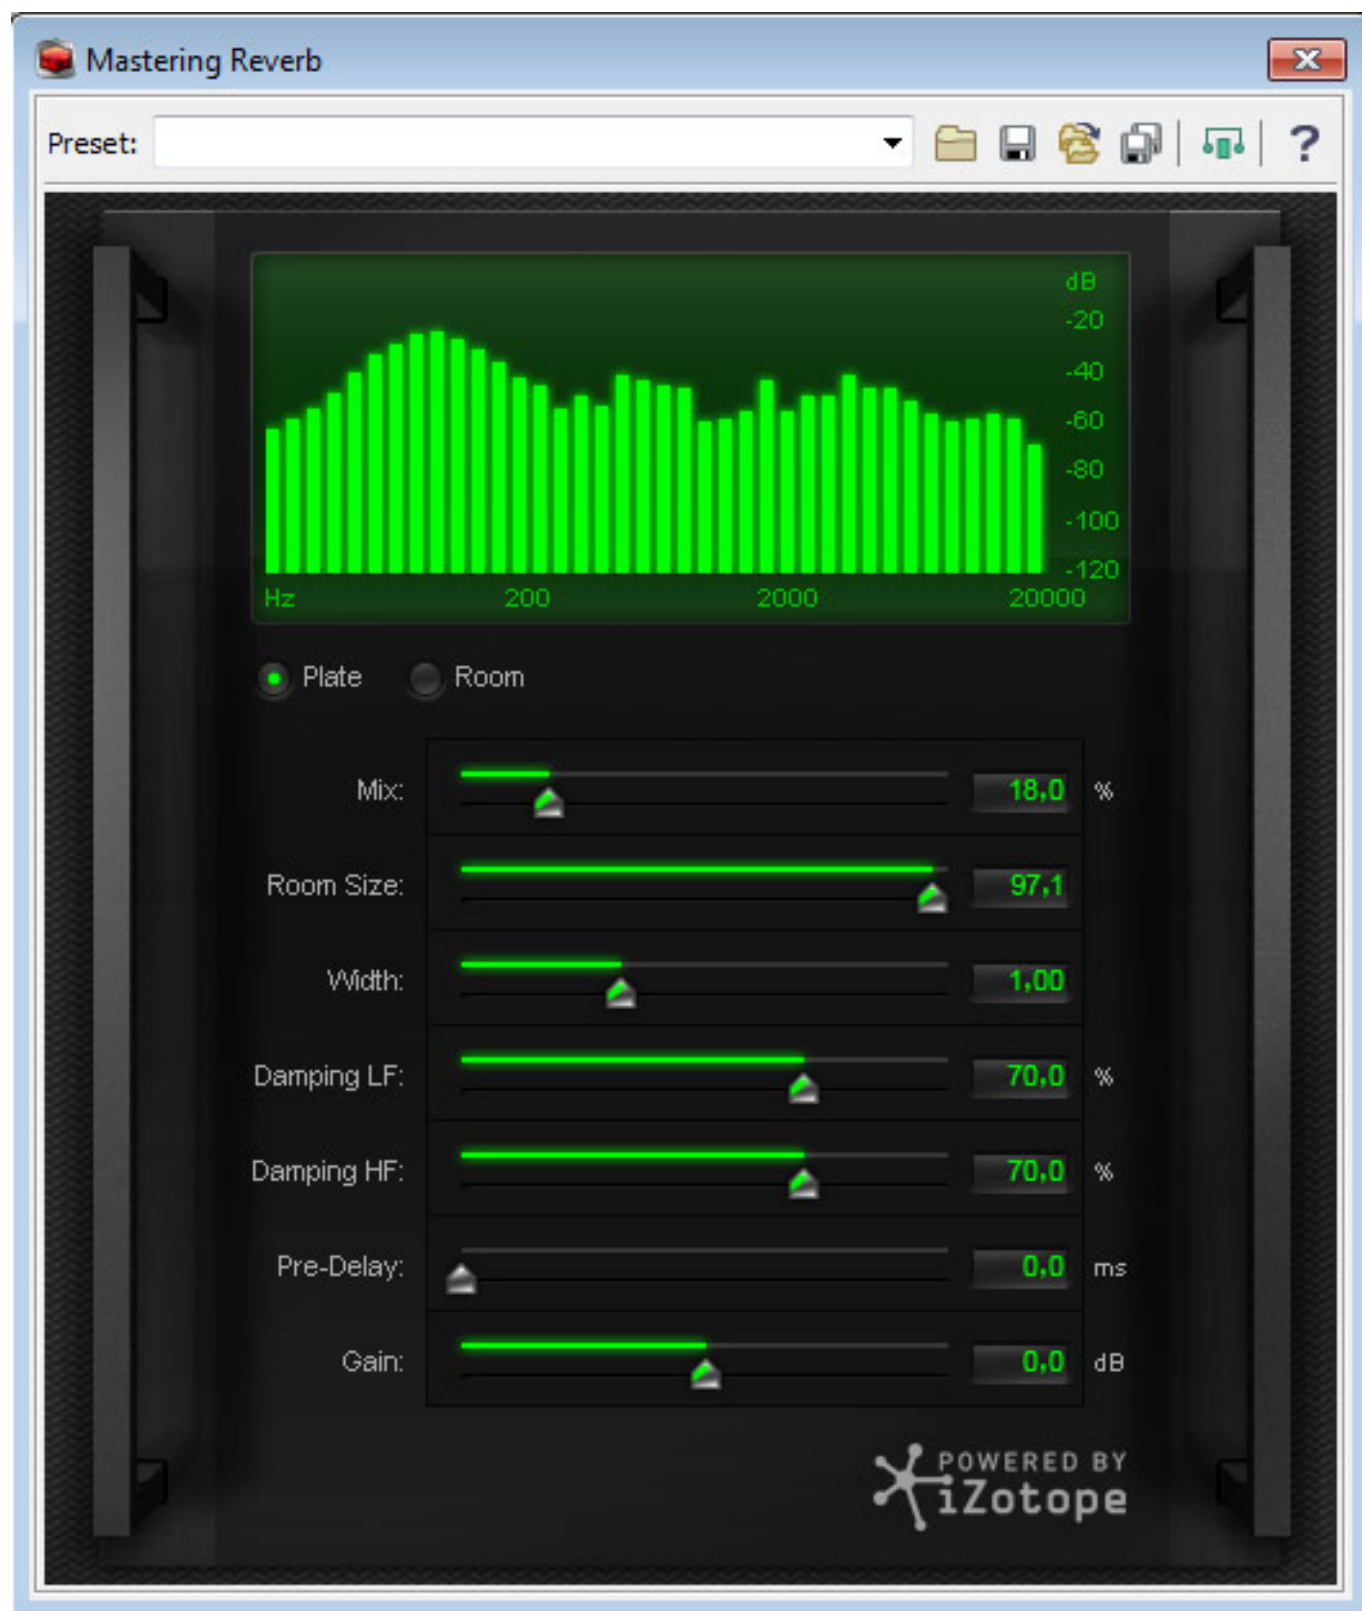 Mastering Reverb
Preset:
?
dB
-20
-40
-60
-80
-100
-120
Hz 200 2000 20000
Plate Room
Mix: 18,0 %
Room Size: 97,1
Width: 1,00
Damping LF: 70,0 %
Damping HF: 70,0 %
Pre-Delay: 0,0 ms
Gain: 0,0 dB
POWERED BY
iZotope